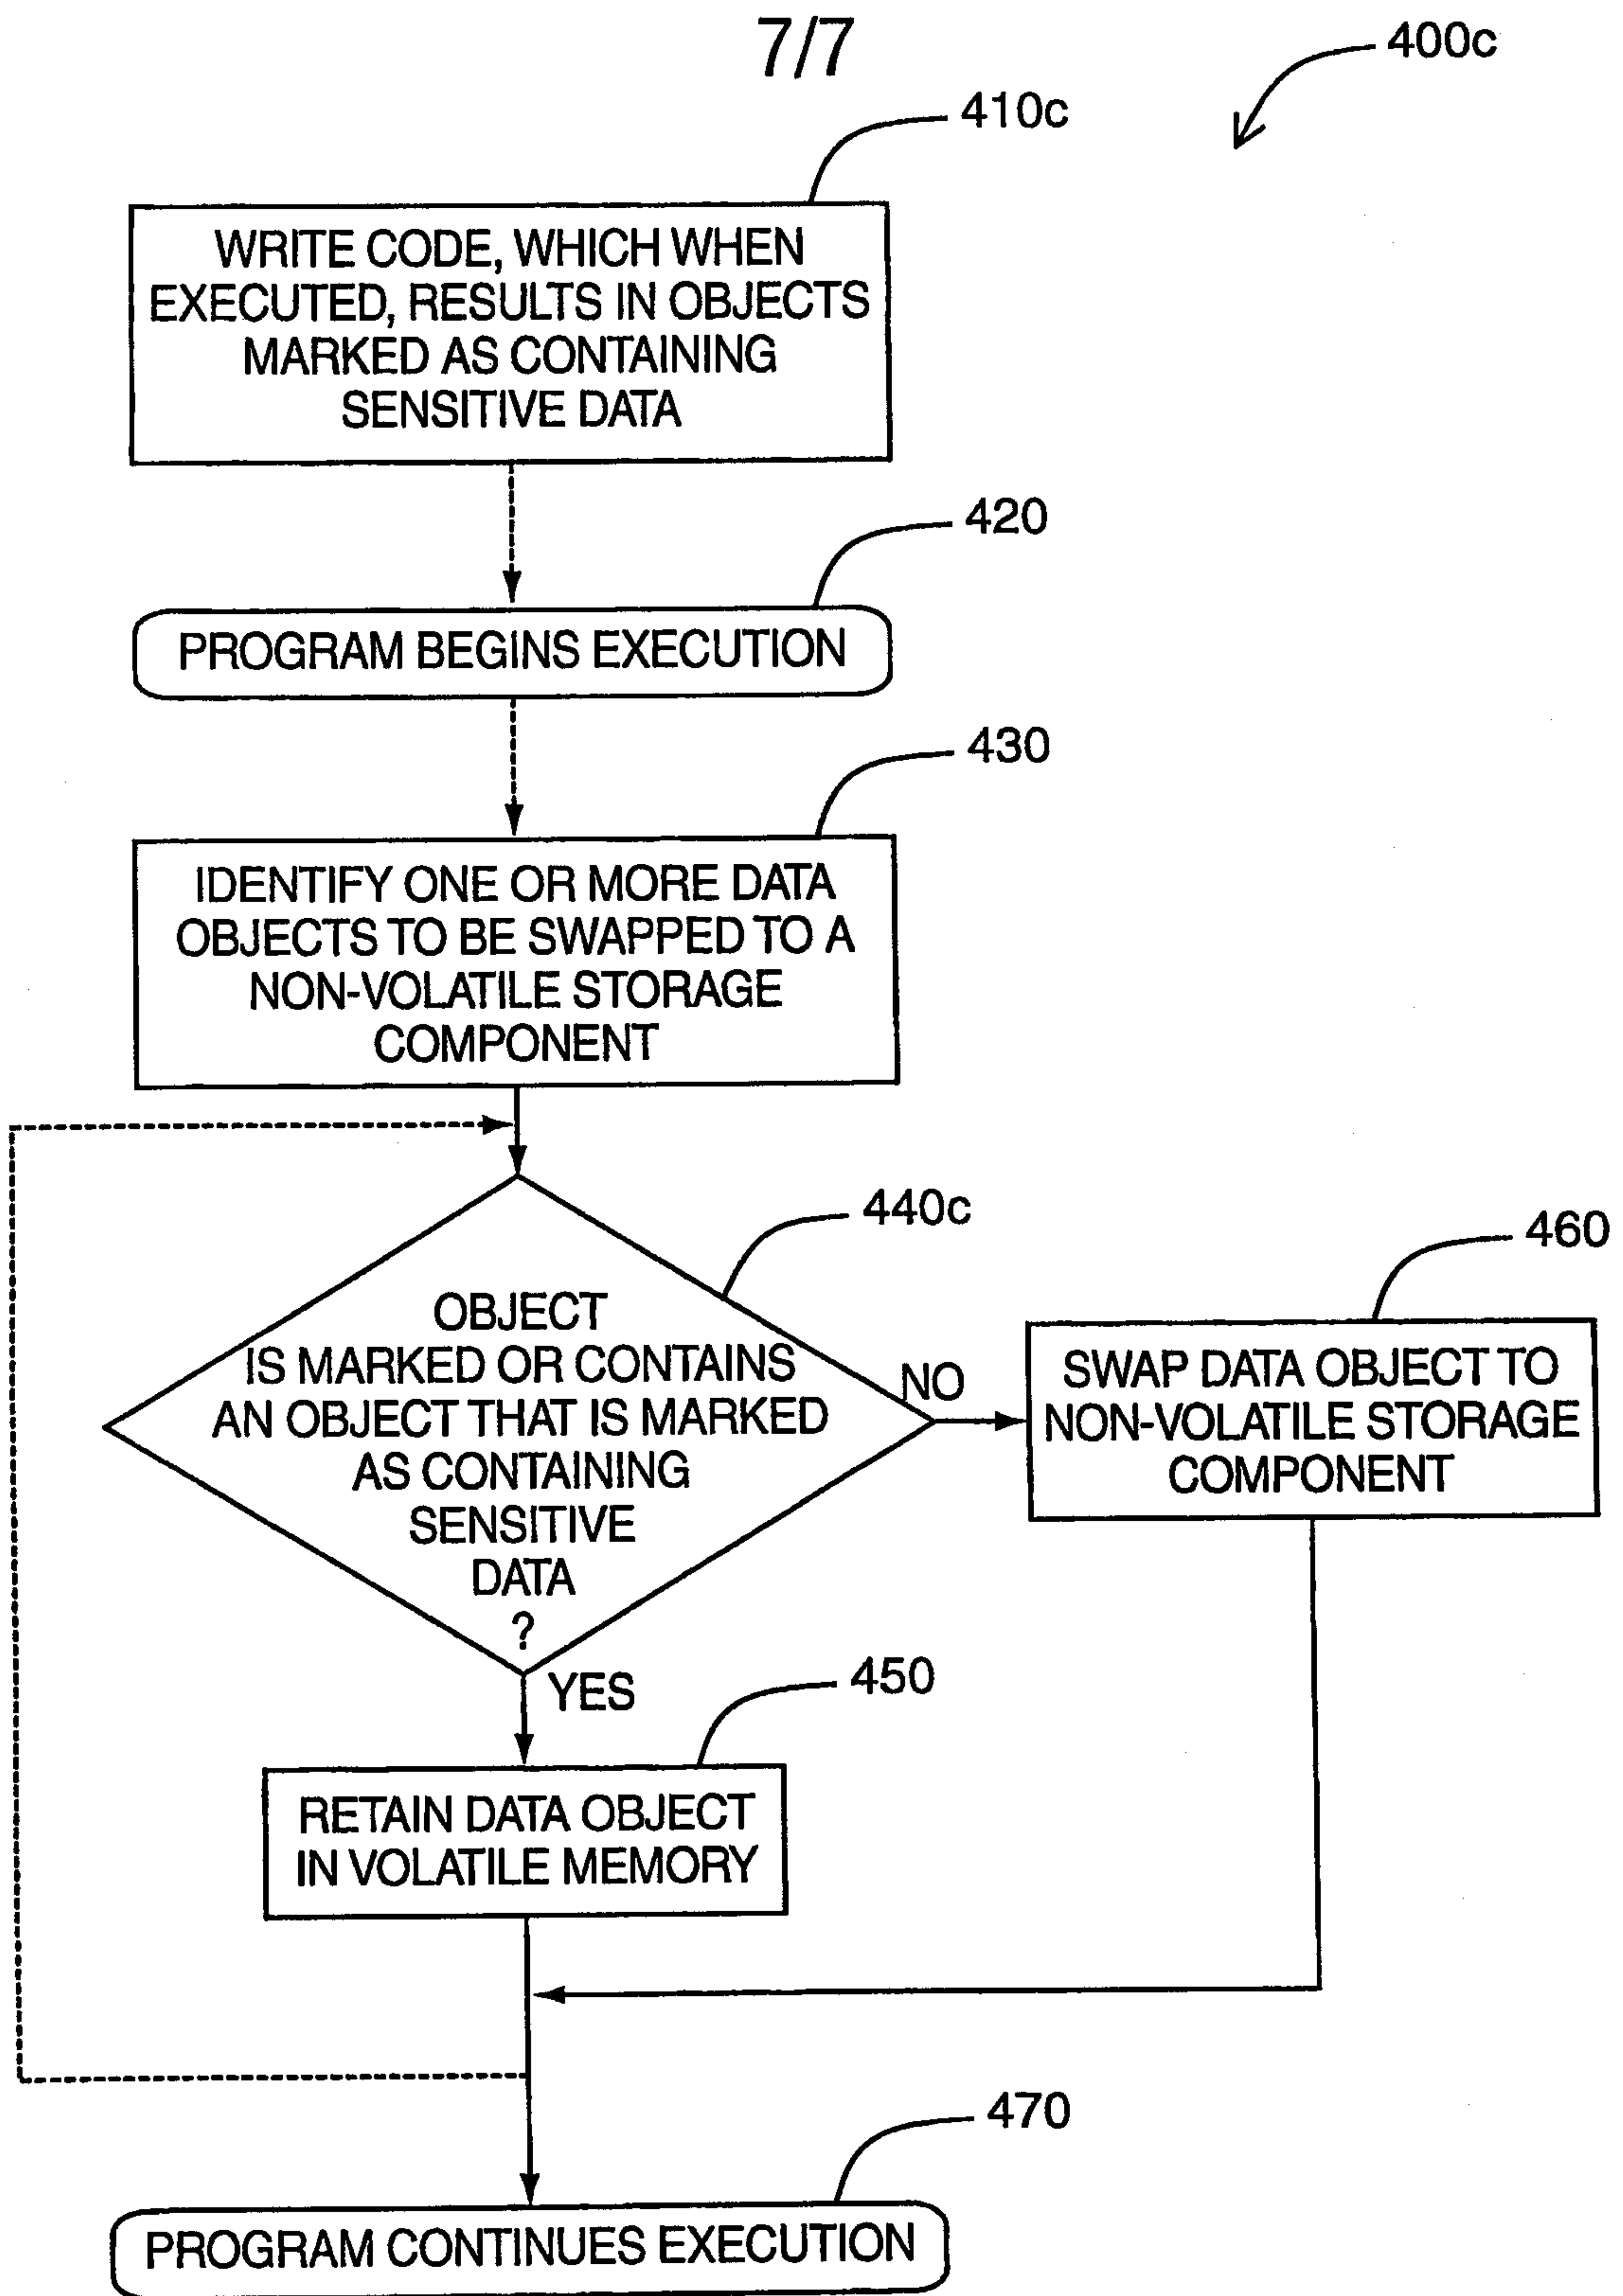 7/7
400c
410c
WRITE CODE, WHICH WHEN
EXECUTED, RESULTS IN OBJECTS
MARKED AS CONTAINING
SENSITIVE DATA
420
PROGRAM BEGINS EXECUTION
430
IDENTIFY ONE OR MORE DATA
OBJECTS TO BE SWAPPED TO A
NON-VOLATILE STORAGE
COMPONENT
440c
OBJECT
IS MARKED OR CONTAINS
AN OBJECT THAT IS MARKED
AS CONTAINING
SENSITIVE
DATA
?
NO
460
SWAP DATA OBJECT TO
NON-VOLATILE STORAGE
COMPONENT
YES
450
RETAIN DATA OBJECT
IN VOLATILE MEMORY
470
PROGRAM CONTINUES EXECUTION